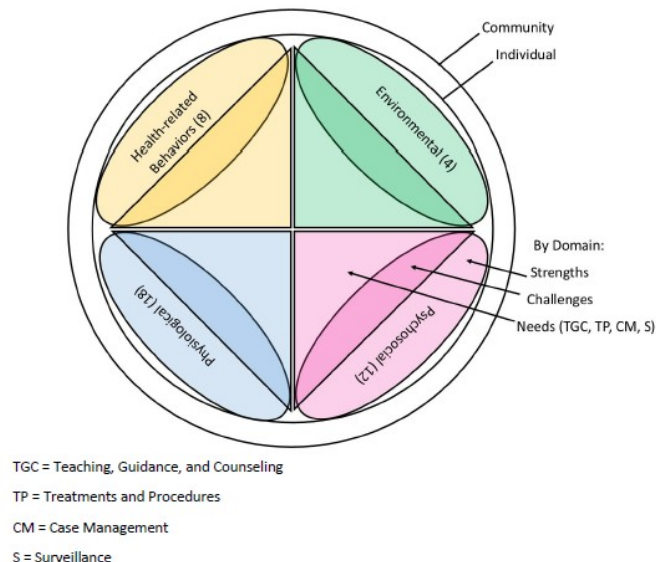 Community
Individual
Health-related
Behaviors (8)
Environmental (4)
By Domain:
Strengths
Challenges
Needs (TGC, TP, CM, S)
Physiological (18)
Psychosocial (12)
TGC = Teaching, Guidance, and Counseling
TP = Treatments and Procedures
CM = Case Management
S = Surveillance